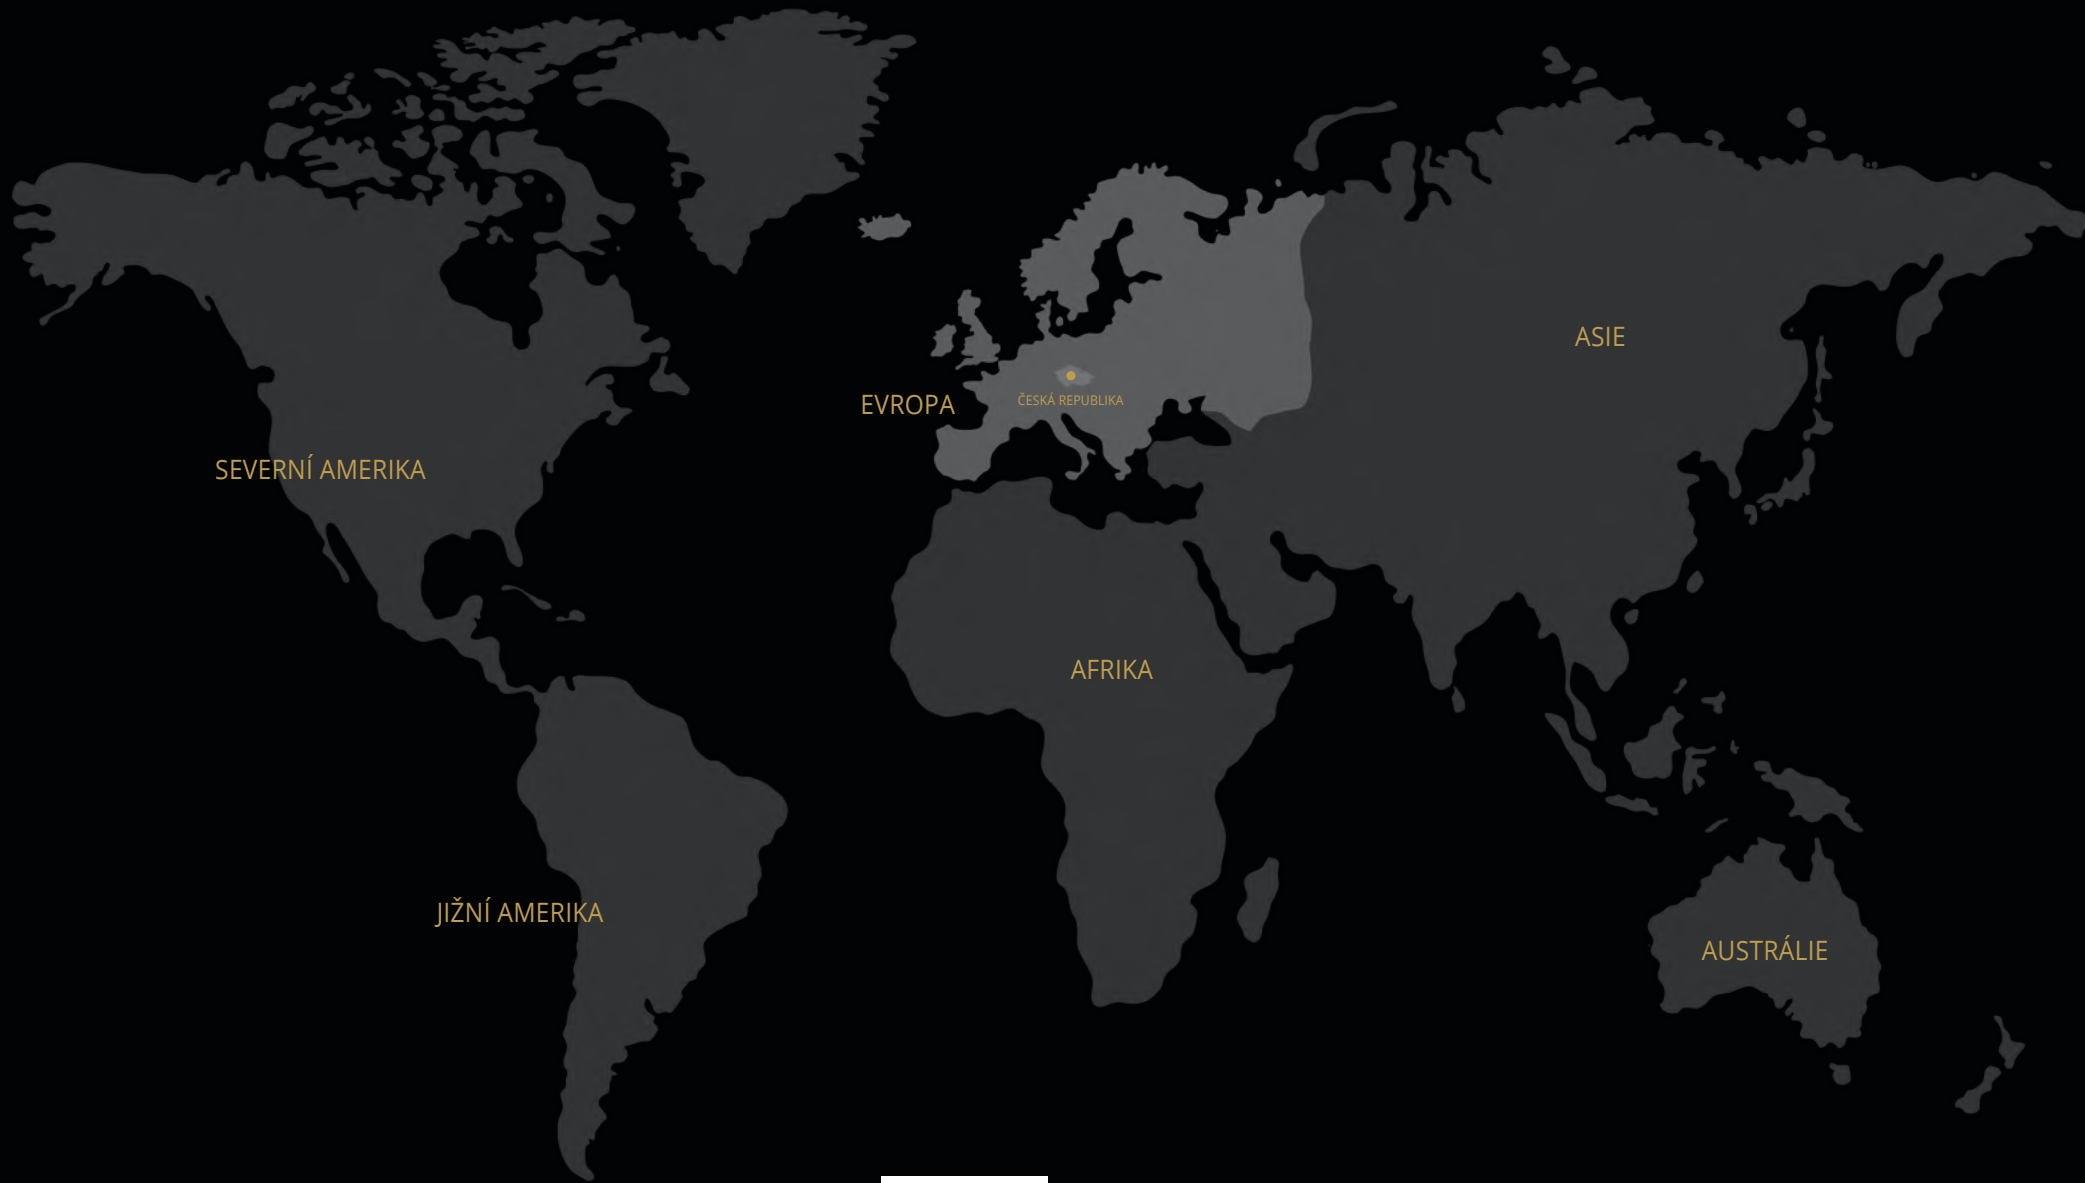 ASIE
EVROPA
ČESKÁ REPUBLIKA
SEVERNÍ AMERIKA
AFRIKA
JIŽNÍ AMERIKA
AUSTRÁLIE